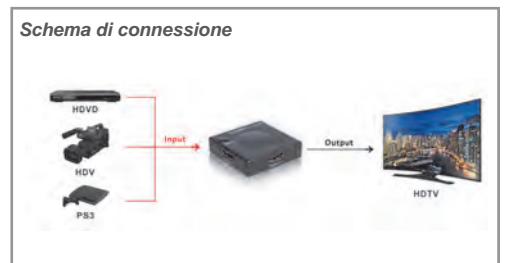 Schema di connessione
HDVD
Input
Output
HDV
HDTV
PS3